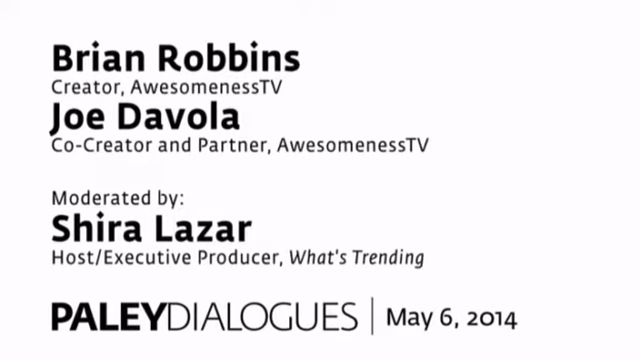 Brian Robbins
Creator, AwesomenessTV
Joe Davola
Co-Creator and Partner, AwesomenessTV
Moderated by:
Shira Lazar
Host/Executive Producer, What's Trending
PALEYDIALOGUES | May 6, 2014